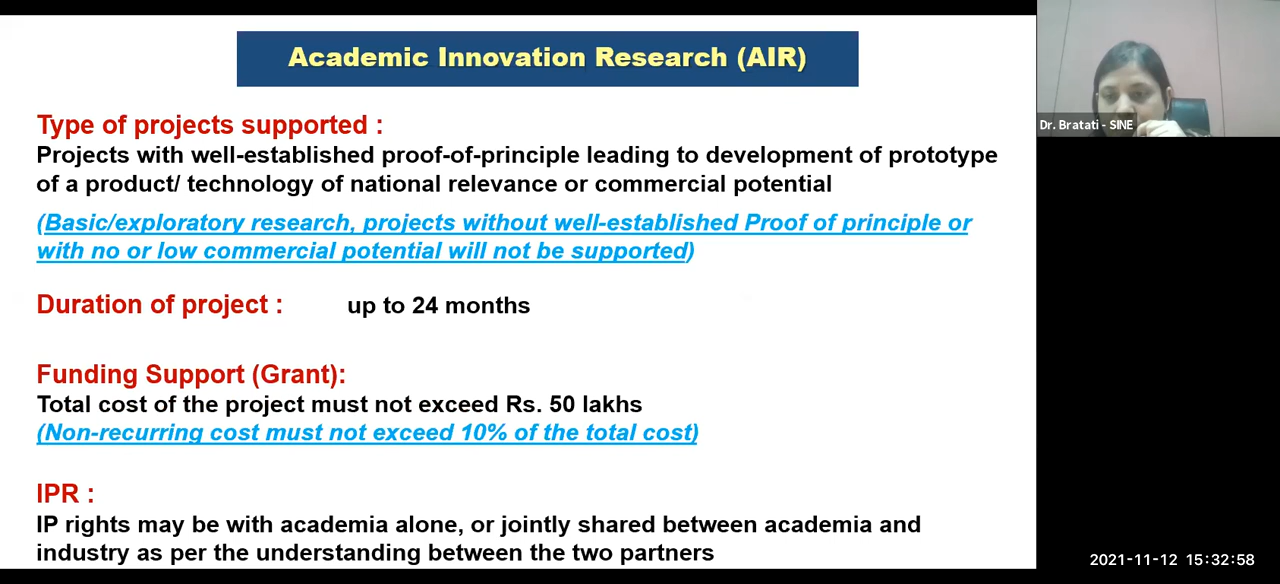 Academic Innovation Research (AIR)
Type of projects supported :
Projects with well-established proof-of-principle leading to development of prototype
of a product/ technology of national relevance or commercial potential
(Basic/exploratory research, projects without well-established Proof of principle or
with no or low commercial potential will not be supported)
Duration of project : up to 24 months
Funding Support (Grant):
Total cost of the project must not exceed Rs. 50 lakhs
(Non-recurring cost must not exceed 10% of the total cost)
IPR :
IP rights may be with academia alone, or jointly shared between academia and
industry as per the understanding between the two partners
Dr. Bratati - SINE
2021-11-12 15:32:58